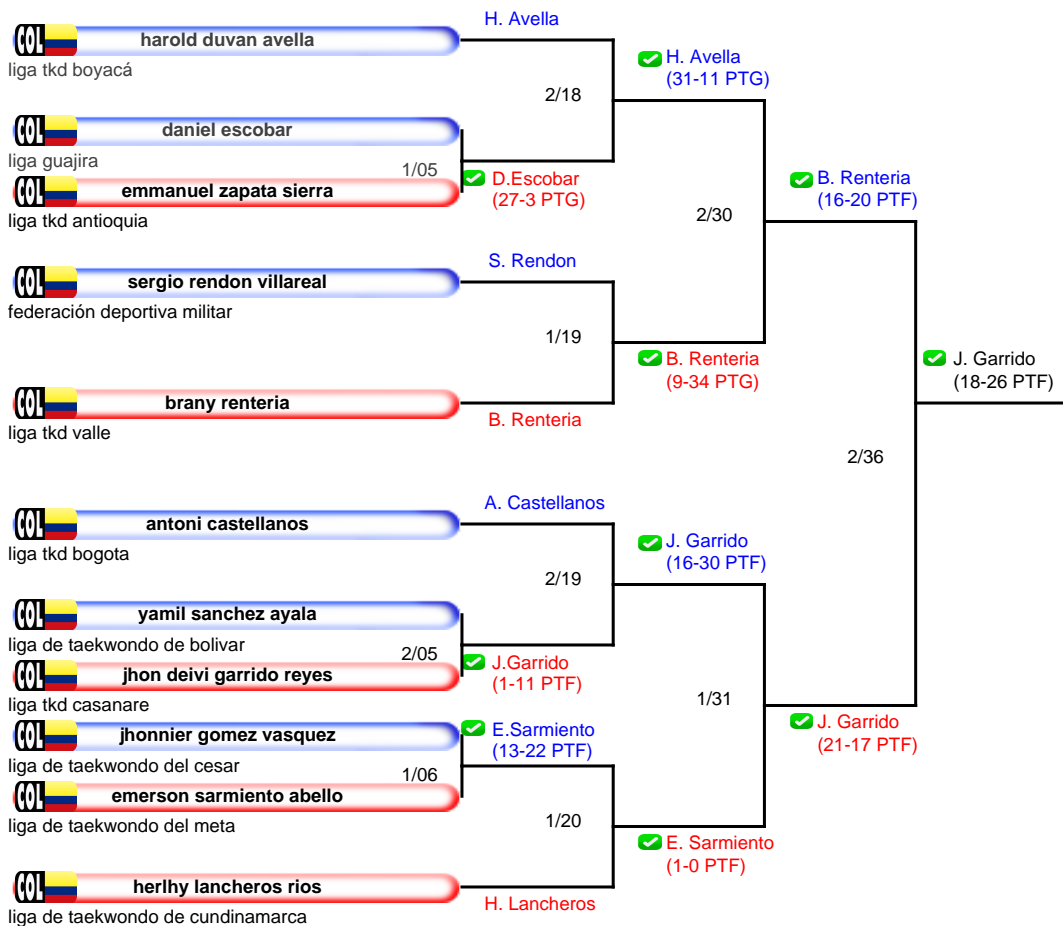 H. Avella
COL harold duvan avella
liga tkd boyacá
H. Avella
(31-11 PTG)
2/18
COL daniel escobar
liga guajira
1/05
D.Escobar
(27-3 PTG)
COL emmanuel zapata sierra
liga tkd antioquia
B. Renteria
(16-20 PTF)
2/30
S. Rendon
COL sergio rendon villareal
federación deportiva militar
1/19
B. Renteria
(9-34 PTG)
J. Garrido
(18-26 PTF)
COL brany renteria
liga tkd valle
B. Renteria
2/36
A. Castellanos
COL antoni castellanos
liga tkd bogota
J. Garrido
(16-30 PTF)
2/19
COL yamil sanchez ayala
liga de taekwondo de bolivar
2/05
J.Garrido
(1-11 PTF)
COL jhon deivi garrido reyes
liga tkd casanare
1/31
J. Garrido
(21-17 PTF)
E.Sarmiento
(13-22 PTF)
COL jhonnier gomez vasquez
liga de taekwondo del cesar
1/06
COL emerson sarmiento abello
liga de taekwondo del meta
1/20
E. Sarmiento
(1-0 PTF)
COL herlhy lancheros rios
liga de taekwondo de cundinamarca
H. Lancheros